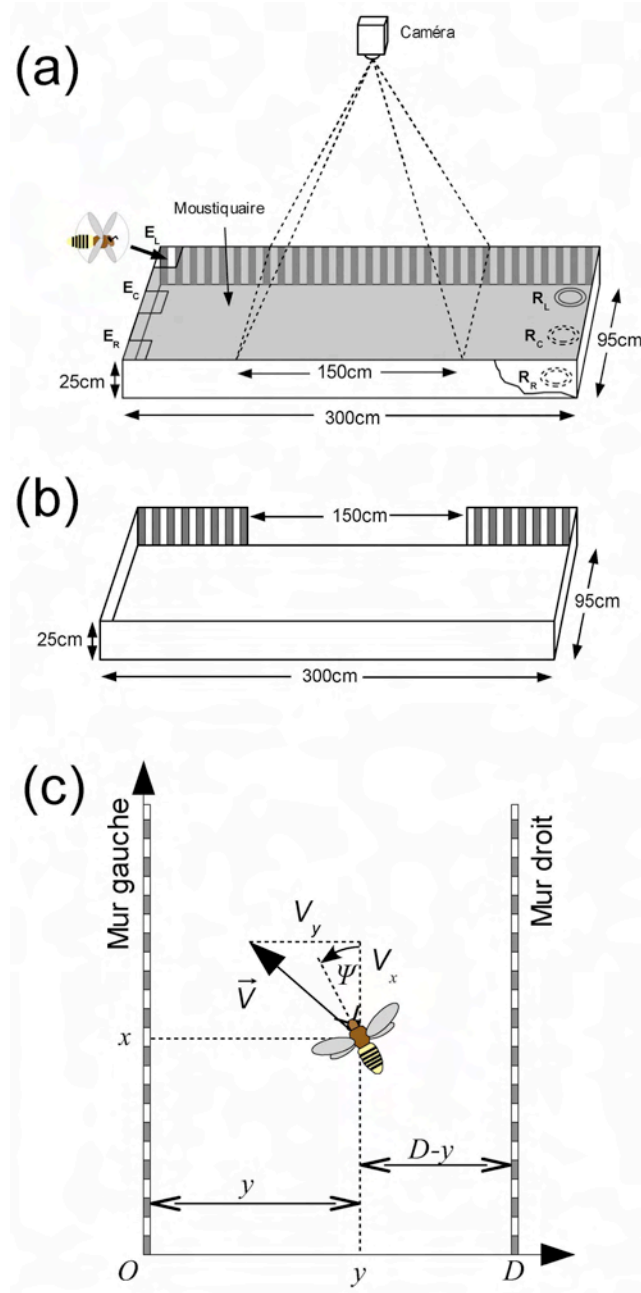 (a)
Caméra
Moustiquaire
E_L
E_C
E_R
R_L
R_C
R_R
95cm
25cm
150cm
300cm
(b)
150cm
95cm
25cm
300cm
(c)
Mur gauche
Mur droit
V_y
Ψ
V_x
V⃗
x
D-y
y
O
y
D